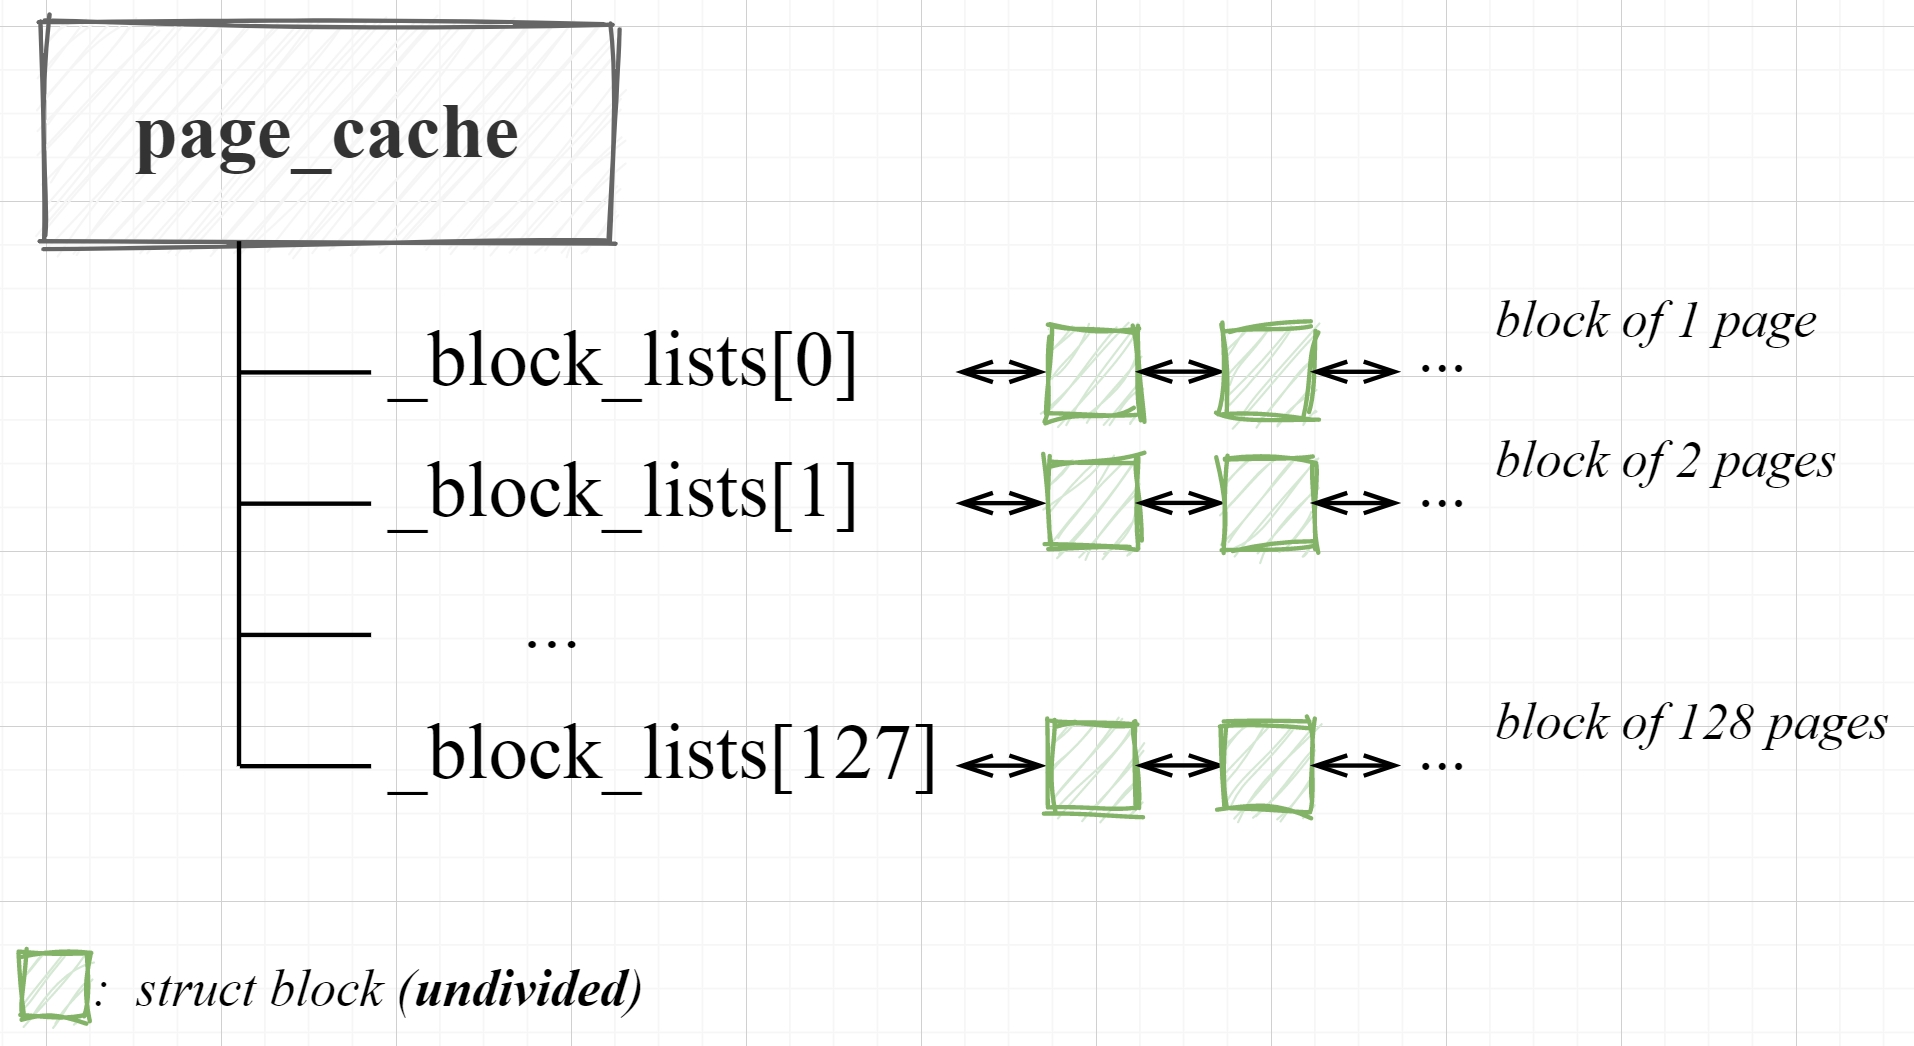 page_cache
_block_lists[0] ... block of 1 page
_block_lists[1] ... block of 2 pages
...
_block_lists[127] ... block of 128 pages
: struct block (undivided)